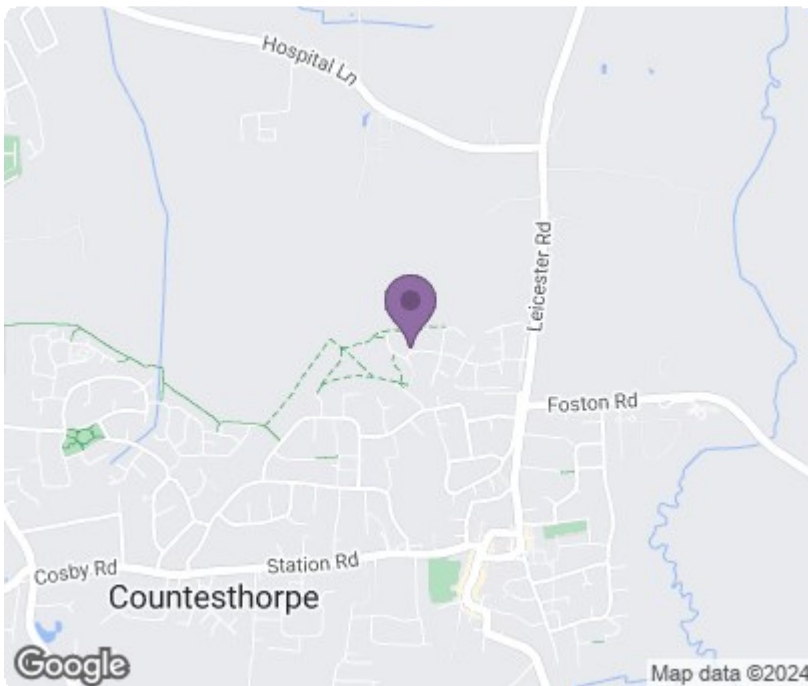 Hospital Ln
Leicester Rd
Foston Rd
Station Rd
Cosby Rd
Countesthorpe
Google
Map data ©2024